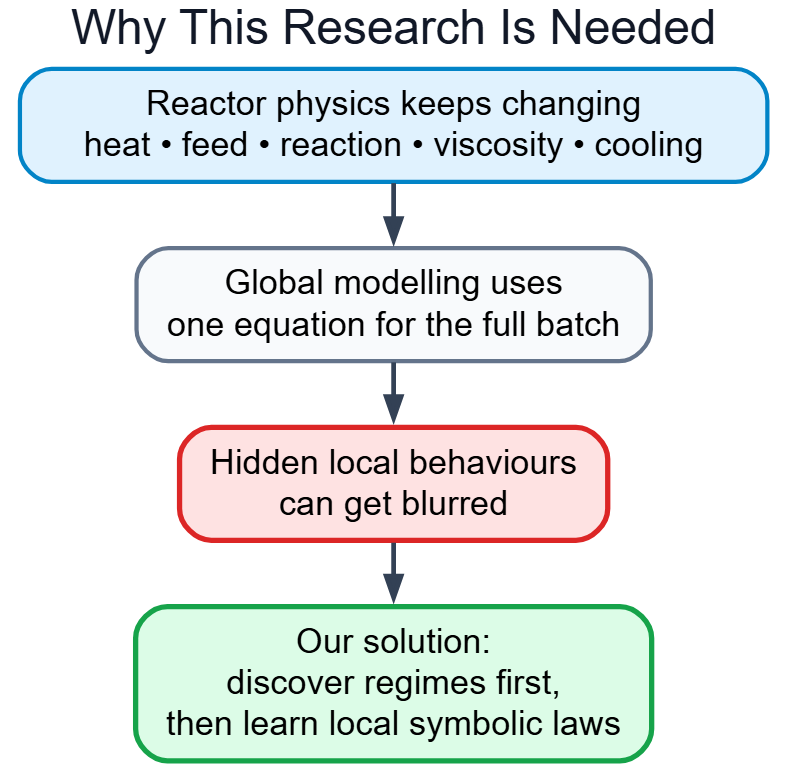 Why This Research Is Needed
Reactor physics keeps changing
heat • feed • reaction • viscosity • cooling
Global modelling uses
one equation for the full batch
Hidden local behaviours
can get blurred
Our solution:
discover regimes first,
then learn local symbolic laws